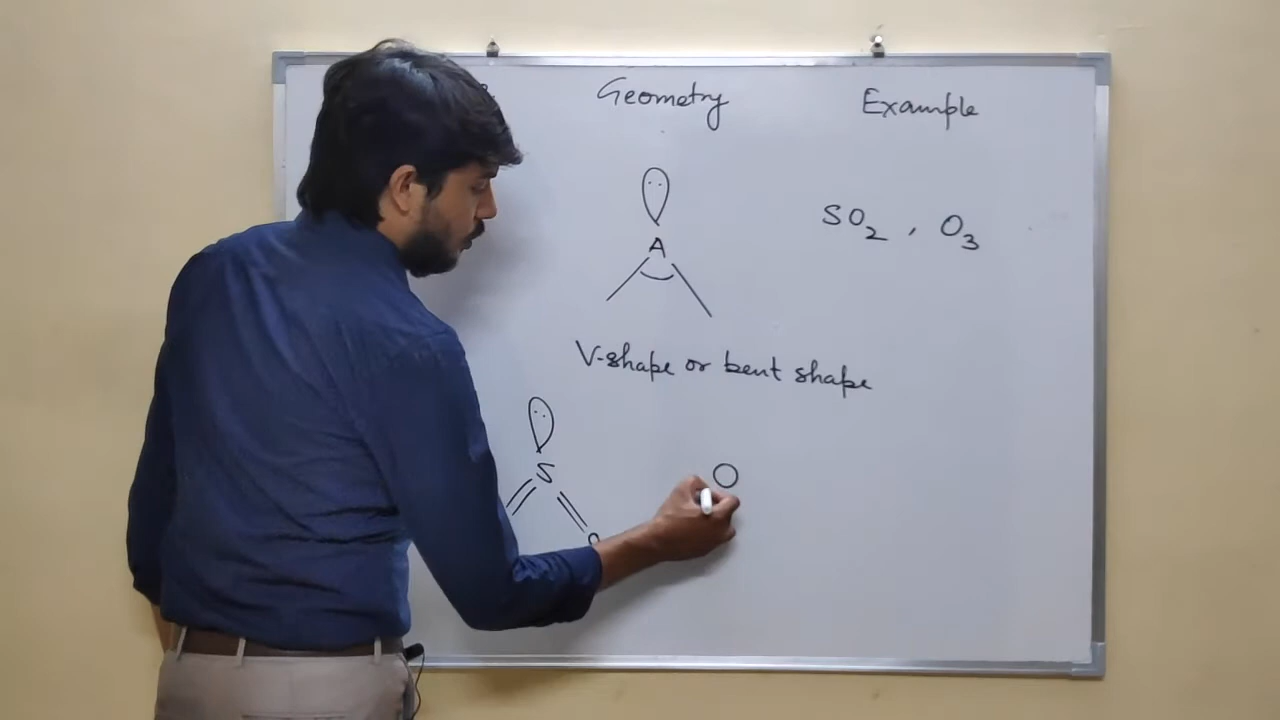 Geometry
Example
A
SO2 , O3
V-shape or bent shape
S
O
O